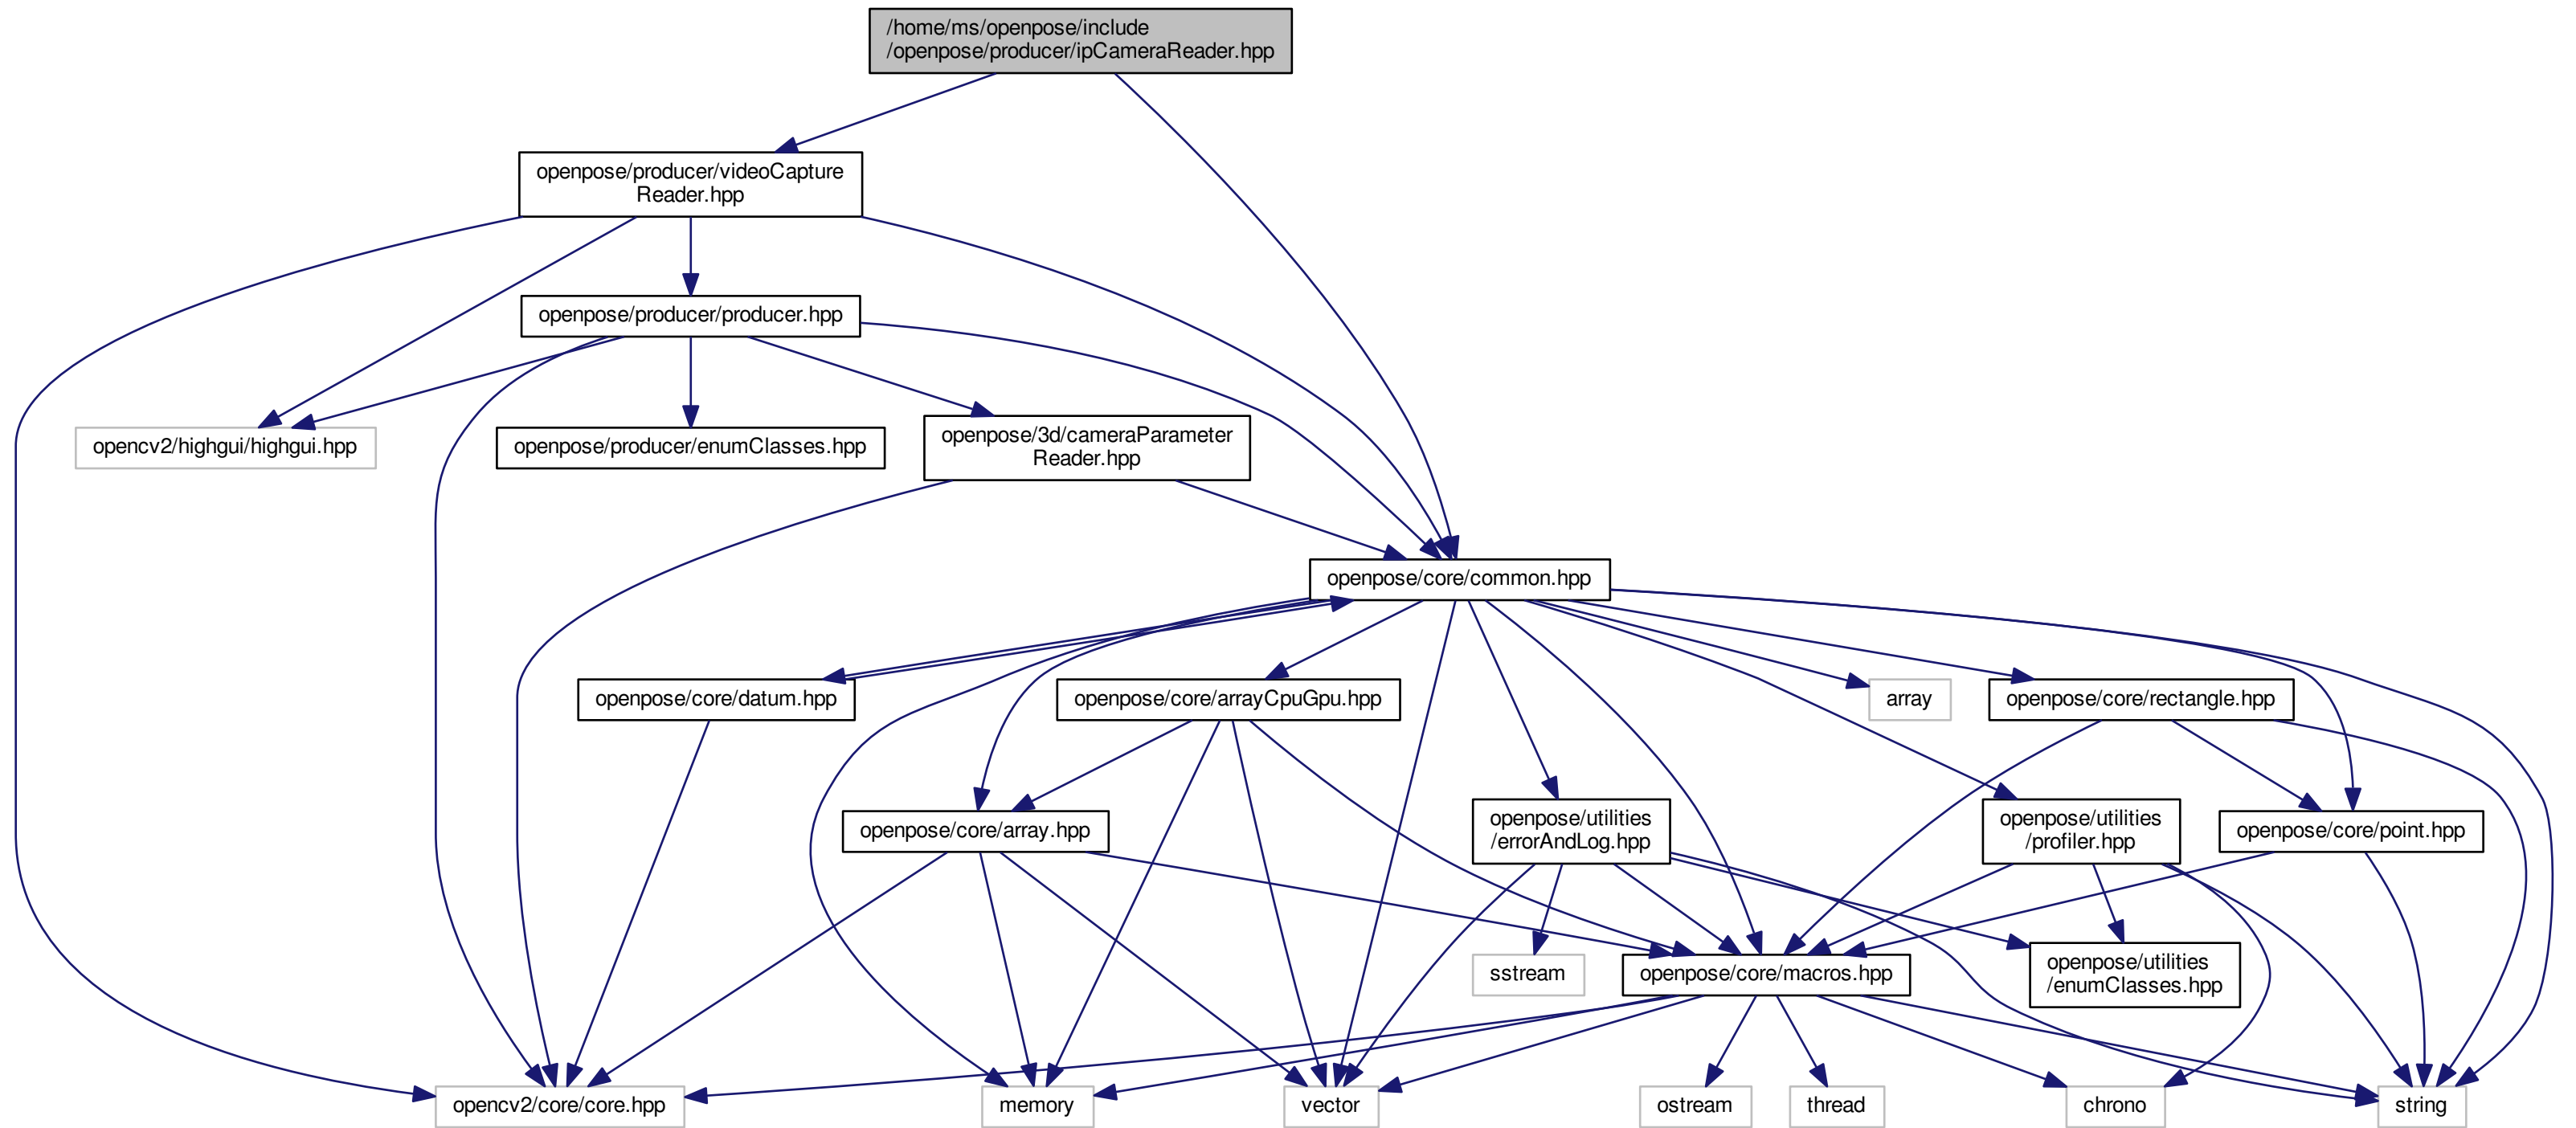 /home/ms/openpose/include
/openpose/producer/ipCameraReader.hpp
openpose/producer/videoCapture
Reader.hpp
openpose/producer/producer.hpp
opencv2/highgui/highgui.hpp
openpose/producer/enumClasses.hpp
openpose/3d/cameraParameter
Reader.hpp
openpose/core/common.hpp
openpose/core/datum.hpp
openpose/core/arrayCpuGpu.hpp
array
openpose/core/rectangle.hpp
openpose/core/array.hpp
openpose/utilities
/errorAndLog.hpp
openpose/utilities
/profiler.hpp
openpose/core/point.hpp
sstream
openpose/core/macros.hpp
openpose/utilities
/enumClasses.hpp
opencv2/core/core.hpp
memory
vector
ostream
thread
chrono
string